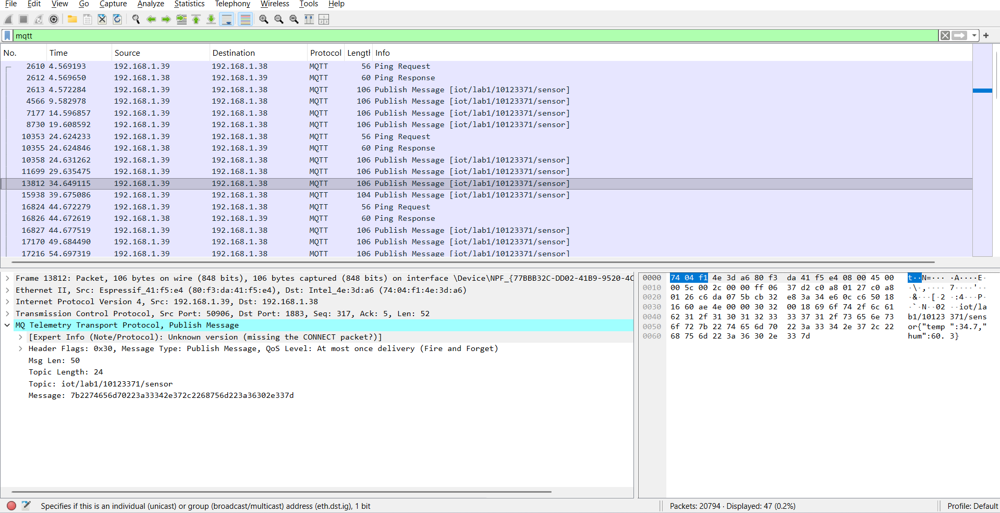 File Edit View Go Capture Analyze Statistics Telephony Wireless Tools Help
mqtt
No. Time Source Destination Protocol Length Info
2610 4.569193 192.168.1.39 192.168.1.38 MQTT 56 Ping Request
2612 4.569650 192.168.1.38 192.168.1.39 MQTT 60 Ping Response
2613 4.572284 192.168.1.39 192.168.1.38 MQTT 106 Publish Message [iot/lab1/10123371/sensor]
4566 9.582978 192.168.1.39 192.168.1.38 MQTT 106 Publish Message [iot/lab1/10123371/sensor]
7177 14.596857 192.168.1.39 192.168.1.38 MQTT 106 Publish Message [iot/lab1/10123371/sensor]
8730 19.608592 192.168.1.39 192.168.1.38 MQTT 106 Publish Message [iot/lab1/10123371/sensor]
10353 24.624233 192.168.1.39 192.168.1.38 MQTT 56 Ping Request
10355 24.624846 192.168.1.38 192.168.1.39 MQTT 60 Ping Response
10358 24.631262 192.168.1.39 192.168.1.38 MQTT 106 Publish Message [iot/lab1/10123371/sensor]
11699 29.635475 192.168.1.39 192.168.1.38 MQTT 106 Publish Message [iot/lab1/10123371/sensor]
13812 34.649115 192.168.1.39 192.168.1.38 MQTT 106 Publish Message [iot/lab1/10123371/sensor]
15938 39.675086 192.168.1.39 192.168.1.38 MQTT 104 Publish Message [iot/lab1/10123371/sensor]
16824 44.672279 192.168.1.39 192.168.1.38 MQTT 56 Ping Request
16826 44.672619 192.168.1.38 192.168.1.39 MQTT 60 Ping Response
16827 44.677519 192.168.1.39 192.168.1.38 MQTT 106 Publish Message [iot/lab1/10123371/sensor]
17170 49.684490 192.168.1.39 192.168.1.38 MQTT 106 Publish Message [iot/lab1/10123371/sensor]
17216 54.697319 192.168.1.39 192.168.1.38 MQTT 106 Publish Message [iot/lab1/10123371/sensor]
Frame 13812: Packet, 106 bytes on wire (848 bits), 106 bytes captured (848 bits) on interface \Device\NPF_{77BBB32C-DD02-41B9-9520-4C
Ethernet II, Src: Espressif_41:f5:e4 (80:f3:da:41:f5:e4), Dst: Intel_4e:3d:a6 (74:04:f1:4e:3d:a6)
Internet Protocol Version 4, Src: 192.168.1.39, Dst: 192.168.1.38
Transmission Control Protocol, Src Port: 50906, Dst Port: 1883, Seq: 317, Ack: 5, Len: 52
MQ Telemetry Transport Protocol, Publish Message
[Expert Info (Note/Protocol): Unknown version (missing the CONNECT packet?)]
Header Flags: 0x30, Message Type: Publish Message, QoS Level: At most once delivery (Fire and Forget)
Msg Len: 50
Topic Length: 24
Topic: iot/lab1/10123371/sensor
Message: 7b2274656d70223a33342e372c2268756d223a36302e337d
0000 74 04 f1 4e 3d a6 80 f3 da 41 f5 e4 08 00 45 00 t··N=··· ·A····E·
0010 00 5c 00 2c 00 00 ff 06 37 d2 c0 a8 01 27 c0 a8 ·\·,···· 7····'··
0020 01 26 c6 da 07 5b cb 32 e8 3a 34 e6 0c c6 50 18 ·&···[·2 ·:4···P·
0030 16 60 ae 4e 00 00 30 32 00 18 69 6f 74 2f 6c 61 ·`·N··02 ··iot/la
0040 62 31 2f 31 30 31 32 33 33 37 31 2f 73 65 6e 73 b1/10123 371/sens
0050 6f 72 7b 22 74 65 6d 70 22 3a 33 34 2e 37 2c 22 or{"temp ":34.7,"
0060 68 75 6d 22 3a 36 30 2e 33 7d hum":60. 3}
Specifies if this is an individual (unicast) or group (broadcast/multicast) address (eth.dst.ig), 1 bit
Packets: 20794 · Displayed: 47 (0.2%)
Profile: Default